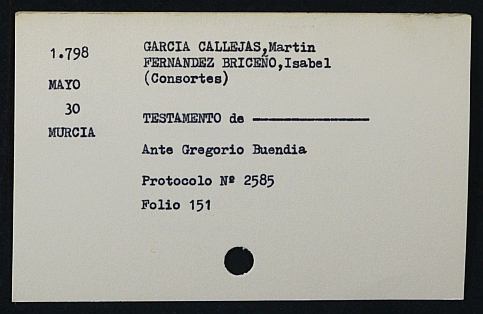 1.798
MAYO
30
MURCIA
GARCIA CALLEJAS,Martin
FERNANDEZ BRICEÑO,Isabel
(Consortes)
TESTAMENTO de ----------------
Ante Gregorio Buendia
Protocolo Nº 2585
Folio 151